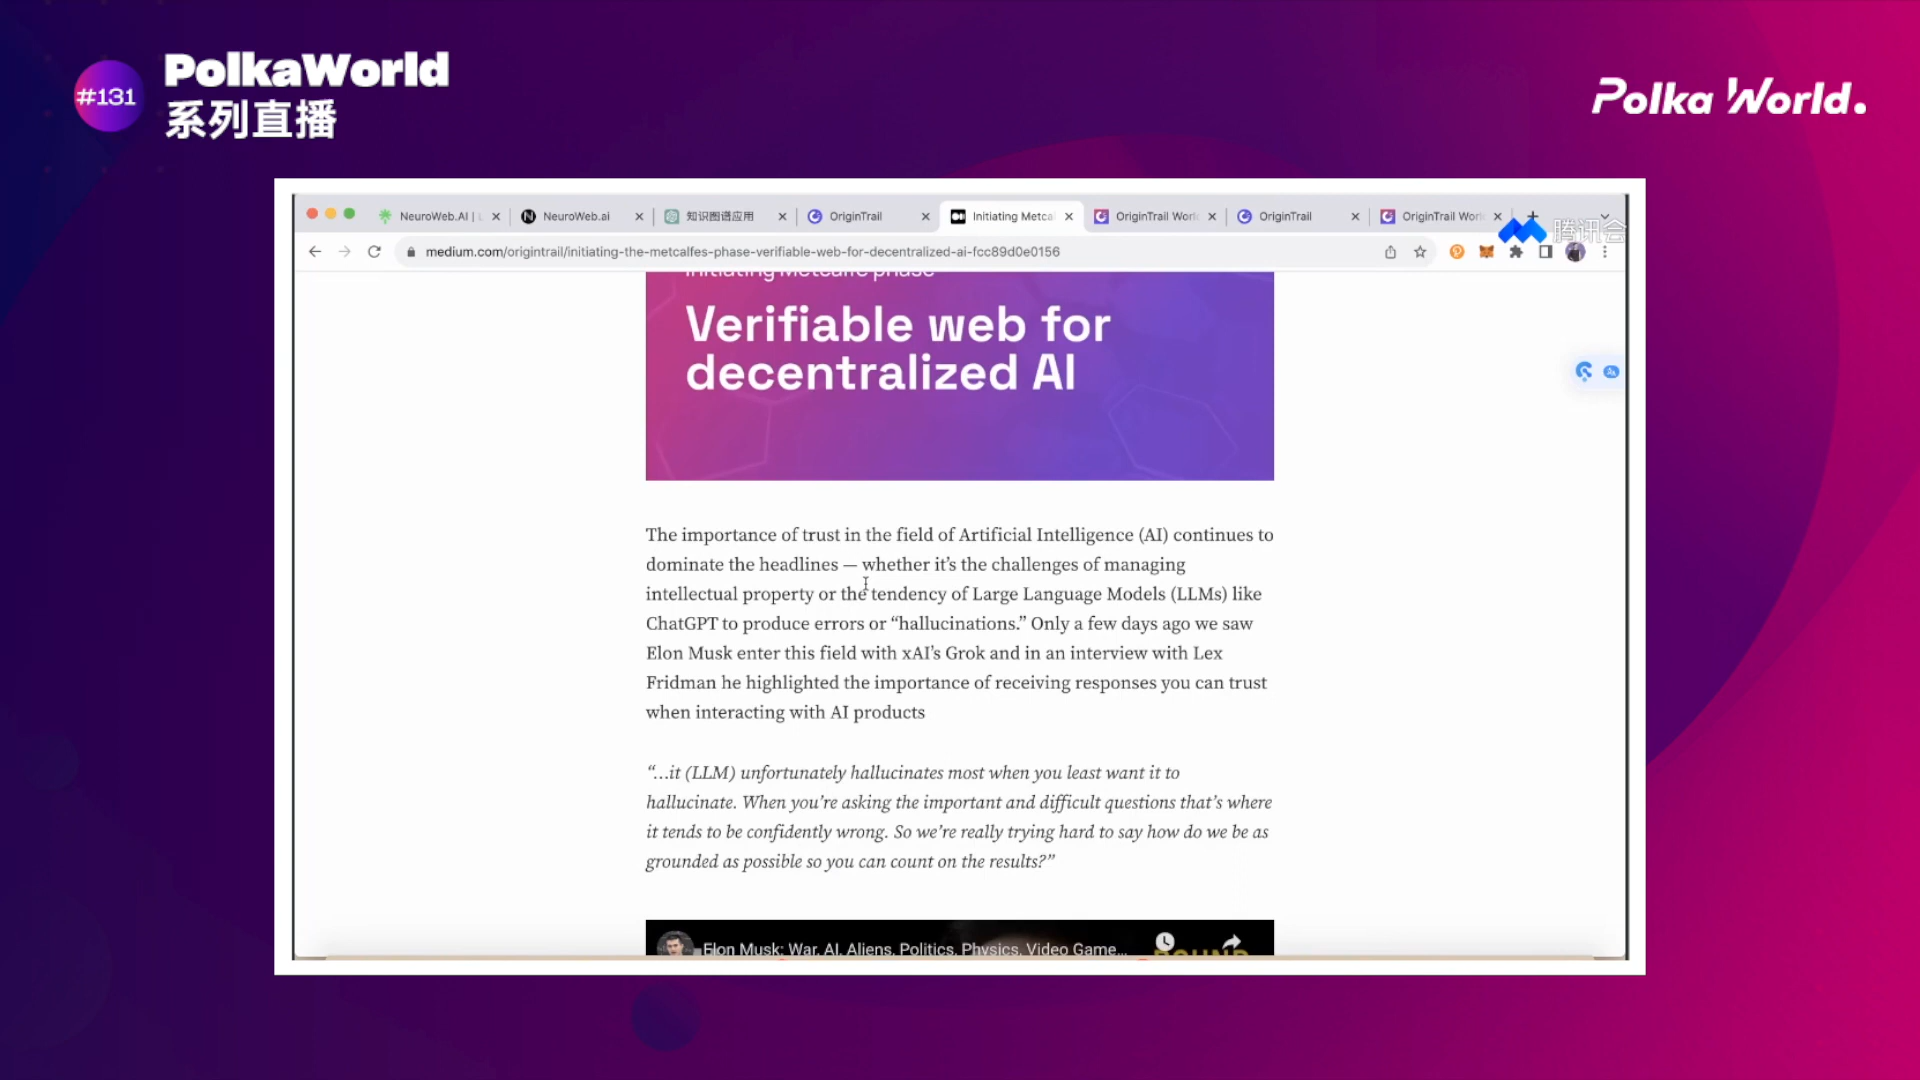 #131
PolkaWorld
系列直播
Polka World.
NeuroWeb.AI | L
NeuroWeb.ai
知识图谱应用
OriginTrail
Initiating Metca
OriginTrail Worl
OriginTrail
OriginTrail Worl
腾讯会
medium.com/origintrail/initiating-the-metcalfes-phase-verifiable-web-for-decentralized-ai-fcc89d0e0156
Initiating Metcalfe phase
Verifiable web for
decentralized AI
The importance of trust in the field of Artificial Intelligence (AI) continues to
dominate the headlines — whether it’s the challenges of managing
intellectual property or the tendency of Large Language Models (LLMs) like
ChatGPT to produce errors or “hallucinations.” Only a few days ago we saw
Elon Musk enter this field with xAI’s Grok and in an interview with Lex
Fridman he highlighted the importance of receiving responses you can trust
when interacting with AI products
“…it (LLM) unfortunately hallucinates most when you least want it to
hallucinate. When you’re asking the important and difficult questions that’s where
it tends to be confidently wrong. So we’re really trying hard to say how do we be as
grounded as possible so you can count on the results?”
Elon Musk: War, AI, Aliens, Politics, Physics, Video Game...